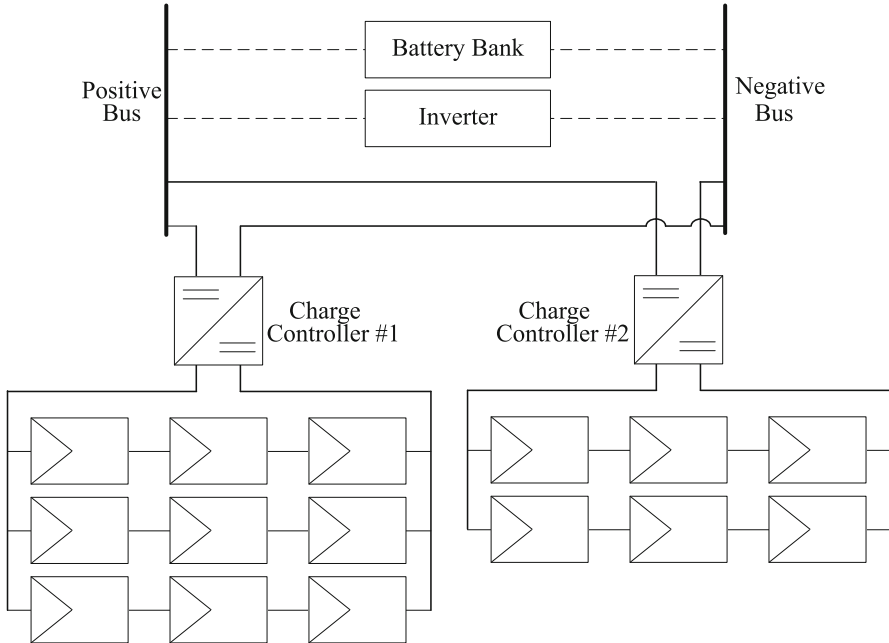 Battery Bank
Positive
Bus
Negative
Bus
Inverter
Charge
Controller #1
Charge
Controller #2